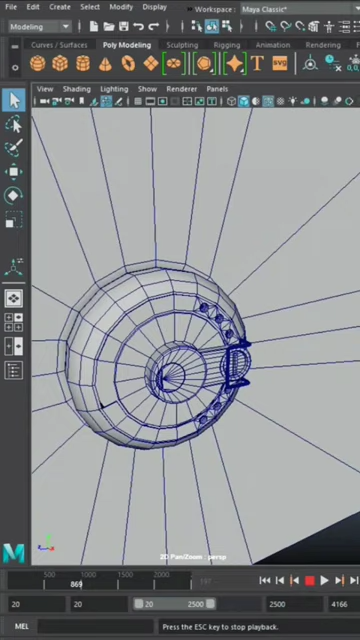 File Edit Create Select Modify Display
Modeling Workspace: Maya Classic*
Curves / Surfaces Poly Modeling Sculpting Rigging Animation Rendering
T SVG
View Shading Lighting Show Renderer Panels
2D Pan/Zoom : persp
500 1000 1500 2000 2500
869
20 20 20 2500 2500 4166
MEL Press the ESC key to stop playback.